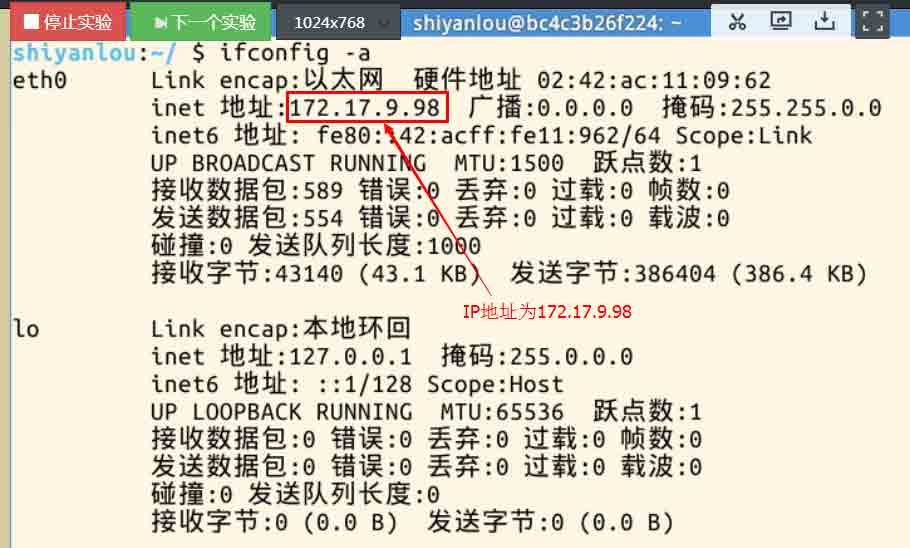 停止实验 下一个实验 1024x768 shiyanlou@bc4c3b26f224: ~
shiyanlou:~/ $ ifconfig -a
eth0 Link encap:以太网 硬件地址 02:42:ac:11:09:62
inet 地址:172.17.9.98 广播:0.0.0.0 掩码:255.255.0.0
inet6 地址: fe80::42:acff:fe11:962/64 Scope:Link
UP BROADCAST RUNNING MTU:1500 跃点数:1
接收数据包:589 错误:0 丢弃:0 过载:0 帧数:0
发送数据包:554 错误:0 丢弃:0 过载:0 载波:0
碰撞:0 发送队列长度:1000
接收字节:43140 (43.1 KB) 发送字节:386404 (386.4 KB)
IP地址为172.17.9.98
lo Link encap:本地环回
inet 地址:127.0.0.1 掩码:255.0.0.0
inet6 地址: ::1/128 Scope:Host
UP LOOPBACK RUNNING MTU:65536 跃点数:1
接收数据包:0 错误:0 丢弃:0 过载:0 帧数:0
发送数据包:0 错误:0 丢弃:0 过载:0 载波:0
碰撞:0 发送队列长度:0
接收字节:0 (0.0 B) 发送字节:0 (0.0 B)